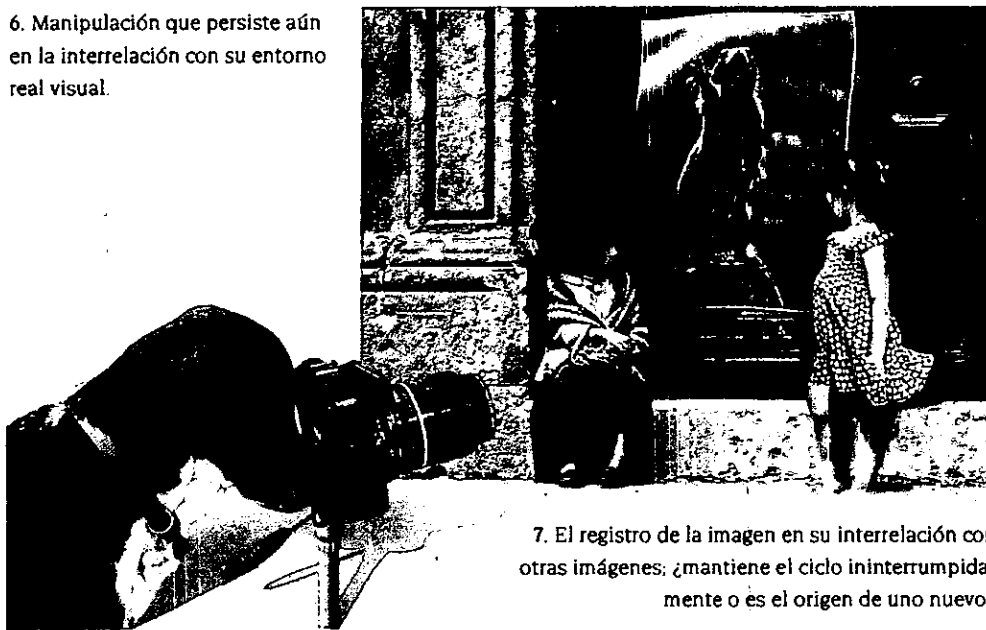 6. Manipulación que persiste aún
en la interrelación con su entorno
real visual.
7. El registro de la imagen en su interrelación co
otras imágenes; ¿mantiene el ciclo ininterrumpida
mente o es el origen de uno nuevo